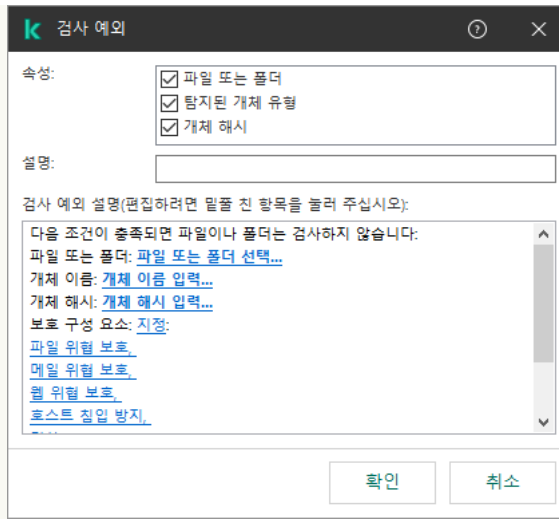 검사 예외
속성:
파일 또는 폴더
탐지된 개체 유형
개체 해시
설명:
검사 예외 설명(편집하려면 밑줄 친 항목을 눌러 주십시오):
다음 조건이 충족되면 파일이나 폴더는 검사하지 않습니다:
파일 또는 폴더: 파일 또는 폴더 선택...
개체 이름: 개체 이름 입력...
개체 해시: 개체 해시 입력...
보호 구성 요소: 지정:
파일 위협 보호,
메일 위협 보호,
웹 위협 보호,
호스트 침입 방지,
확인 취소